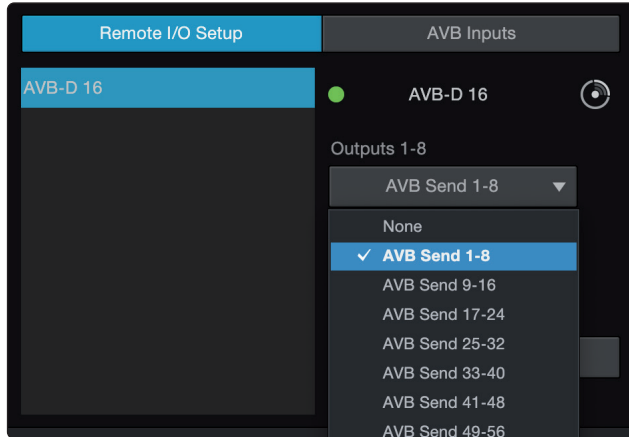 Remote I/O Setup
AVB Inputs
AVB-D 16
AVB-D 16
Outputs 1-8
AVB Send 1-8
None
AVB Send 1-8
AVB Send 9-16
AVB Send 17-24
AVB Send 25-32
AVB Send 33-40
AVB Send 41-48
AVB Send 49-56